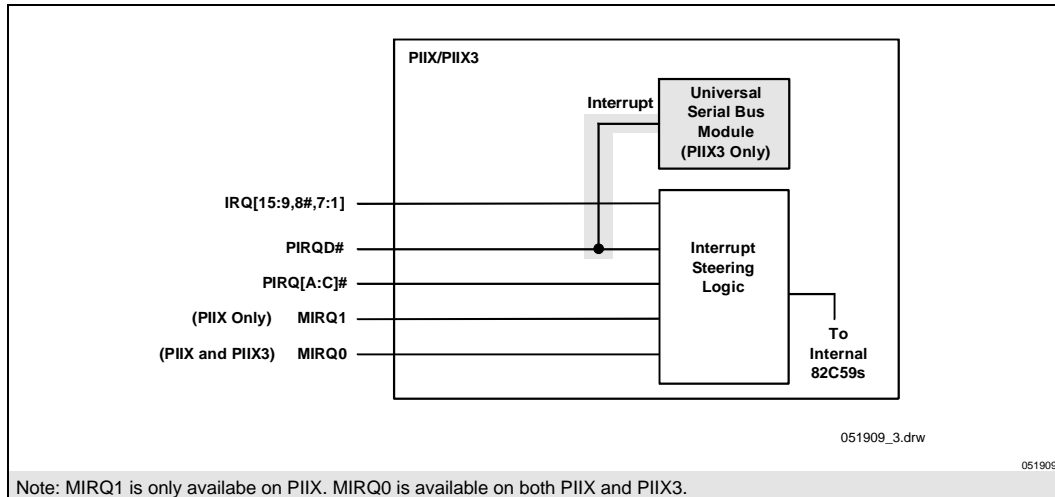 PIIX/PIIX3
Interrupt
Universal
Serial Bus
Module
(PIIX3 Only)
IRQ[15:9,8#,7:1]
PIRQD#
PIRQ[A:C]#
(PIIX Only) MIRQ1
(PIIX and PIIX3) MIRQ0
Interrupt
Steering
Logic
To
Internal
82C59s
051909_3.drw
051909
Note: MIRQ1 is only availabe on PIIX. MIRQ0 is available on both PIIX and PIIX3.